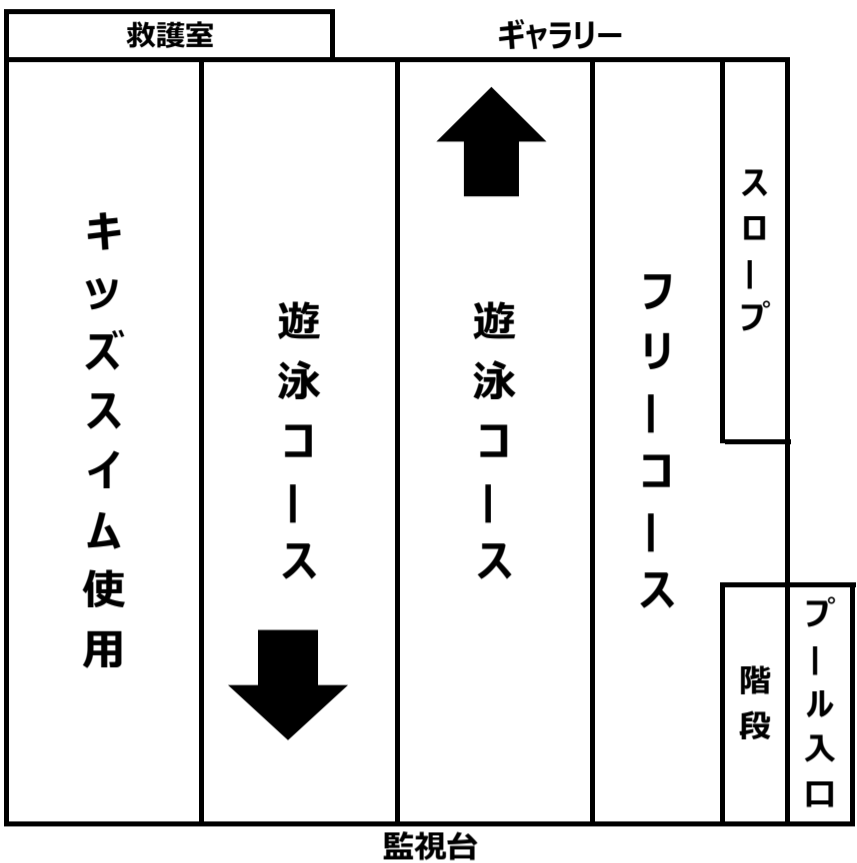 救護室
ギャラリー
キッズスイム使用
遊泳コース
遊泳コース
フリーコース
スロープ
階段
プール入口
監視台